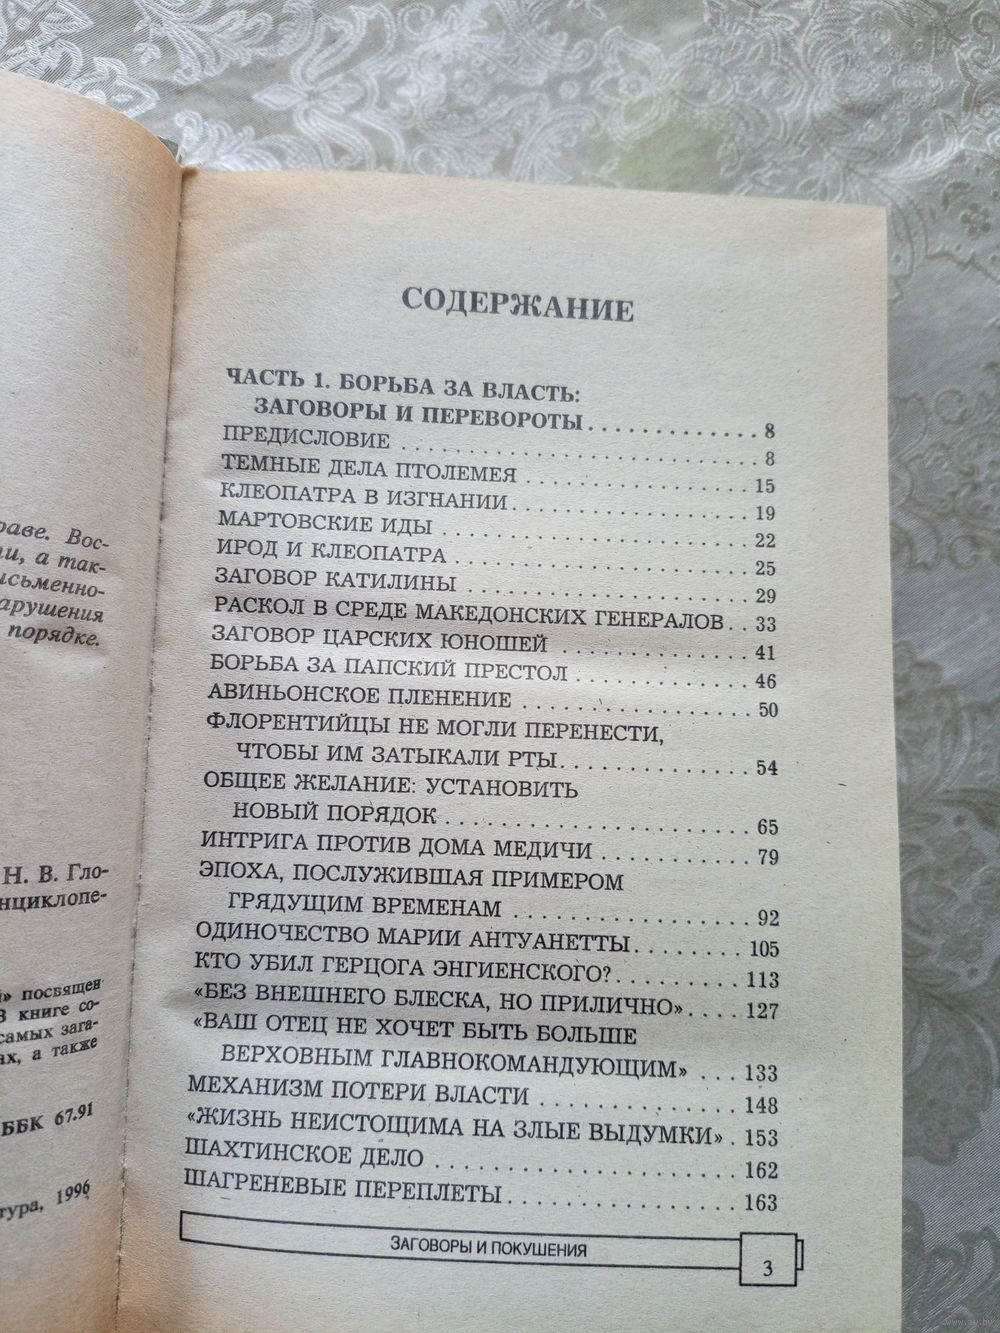 раве. Вос-
ти, а так-
исьменно-
арушения
порядке.
Н. В. Гло-
нциклопе-
» посвящен
В книге со-
самых зага-
ах, а также
ББК 67.91
тура, 1996
СОДЕРЖАНИЕ
ЧАСТЬ 1. БОРЬБА ЗА ВЛАСТЬ:
ЗАГОВОРЫ И ПЕРЕВОРОТЫ . . . . . . . . . . . . . 8
ПРЕДИСЛОВИЕ . . . . . . . . . . . . . . . . . . . . . . . . . . 8
ТЕМНЫЕ ДЕЛА ПТОЛЕМЕЯ . . . . . . . . . . . . . . . . 15
КЛЕОПАТРА В ИЗГНАНИИ . . . . . . . . . . . . . . . . . 19
МАРТОВСКИЕ ИДЫ . . . . . . . . . . . . . . . . . . . . . . 22
ИРОД И КЛЕОПАТРА . . . . . . . . . . . . . . . . . . . . . 25
ЗАГОВОР КАТИЛИНЫ . . . . . . . . . . . . . . . . . . . . 29
РАСКОЛ В СРЕДЕ МАКЕДОНСКИХ ГЕНЕРАЛОВ . . 33
ЗАГОВОР ЦАРСКИХ ЮНОШЕЙ . . . . . . . . . . . . . 41
БОРЬБА ЗА ПАПСКИЙ ПРЕСТОЛ . . . . . . . . . . . . 46
АВИНЬОНСКОЕ ПЛЕНЕНИЕ . . . . . . . . . . . . . . . . 50
ФЛОРЕНТИЙЦЫ НЕ МОГЛИ ПЕРЕНЕСТИ,
ЧТОБЫ ИМ ЗАТЫКАЛИ РТЫ . . . . . . . . . . . . . 54
ОБЩЕЕ ЖЕЛАНИЕ: УСТАНОВИТЬ
НОВЫЙ ПОРЯДОК . . . . . . . . . . . . . . . . . . . . . 65
ИНТРИГА ПРОТИВ ДОМА МЕДИЧИ . . . . . . . . . . 79
ЭПОХА, ПОСЛУЖИВШАЯ ПРИМЕРОМ
ГРЯДУЩИМ ВРЕМЕНАМ . . . . . . . . . . . . . . . . 92
ОДИНОЧЕСТВО МАРИИ АНТУАНЕТТЫ . . . . . . . 105
КТО УБИЛ ГЕРЦОГА ЭНГИЕНСКОГО? . . . . . . . . 113
«БЕЗ ВНЕШНЕГО БЛЕСКА, НО ПРИЛИЧНО» . . . . 127
«ВАШ ОТЕЦ НЕ ХОЧЕТ БЫТЬ БОЛЬШЕ
ВЕРХОВНЫМ ГЛАВНОКОМАНДУЮЩИМ» . . . 133
МЕХАНИЗМ ПОТЕРИ ВЛАСТИ . . . . . . . . . . . . . . 148
«ЖИЗНЬ НЕИСТОЩИМА НА ЗЛЫЕ ВЫДУМКИ» . 153
ШАХТИНСКОЕ ДЕЛО . . . . . . . . . . . . . . . . . . . . . 162
ШАГРЕНЕВЫЕ ПЕРЕПЛЕТЫ . . . . . . . . . . . . . . . . 163
ЗАГОВОРЫ И ПОКУШЕНИЯ
3